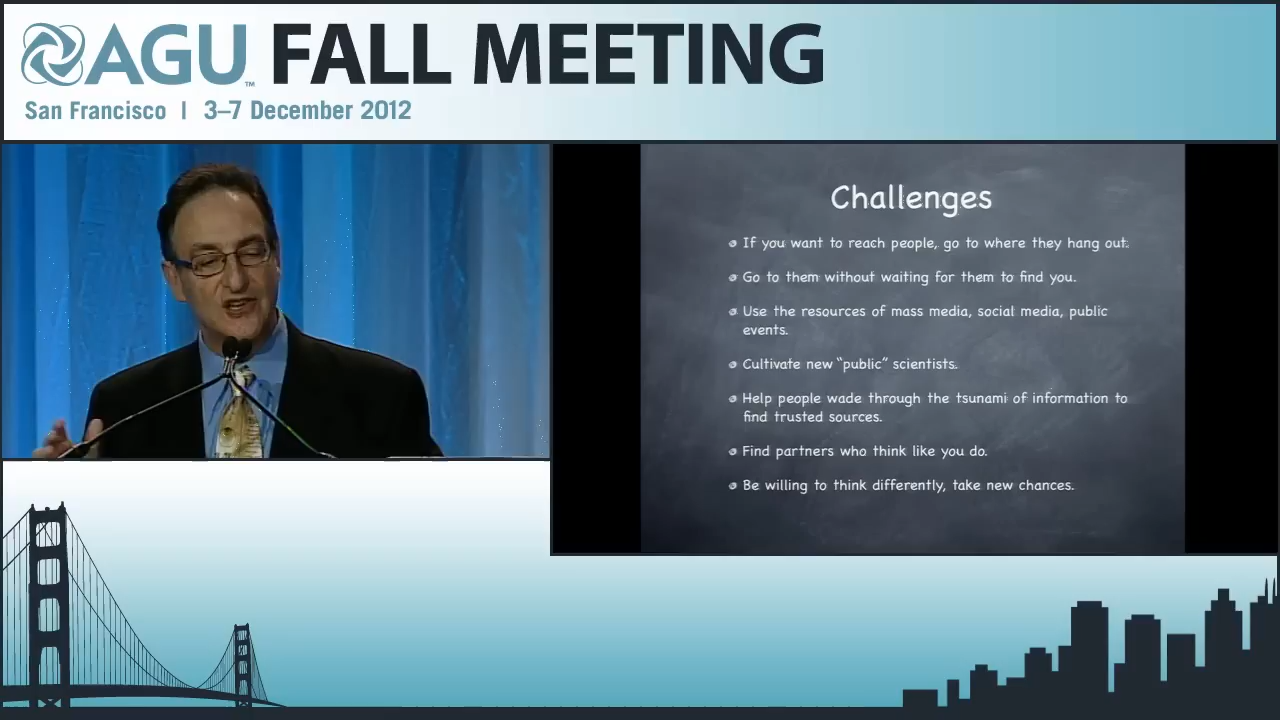 AGU™ FALL MEETING
San Francisco | 3–7 December 2012
Challenges
If you want to reach people, go to where they hang out.
Go to them without waiting for them to find you.
Use the resources of mass media, social media, public
events.
Cultivate new “public” scientists.
Help people wade through the tsunami of information to
find trusted sources.
Find partners who think like you do.
Be willing to think differently, take new chances.